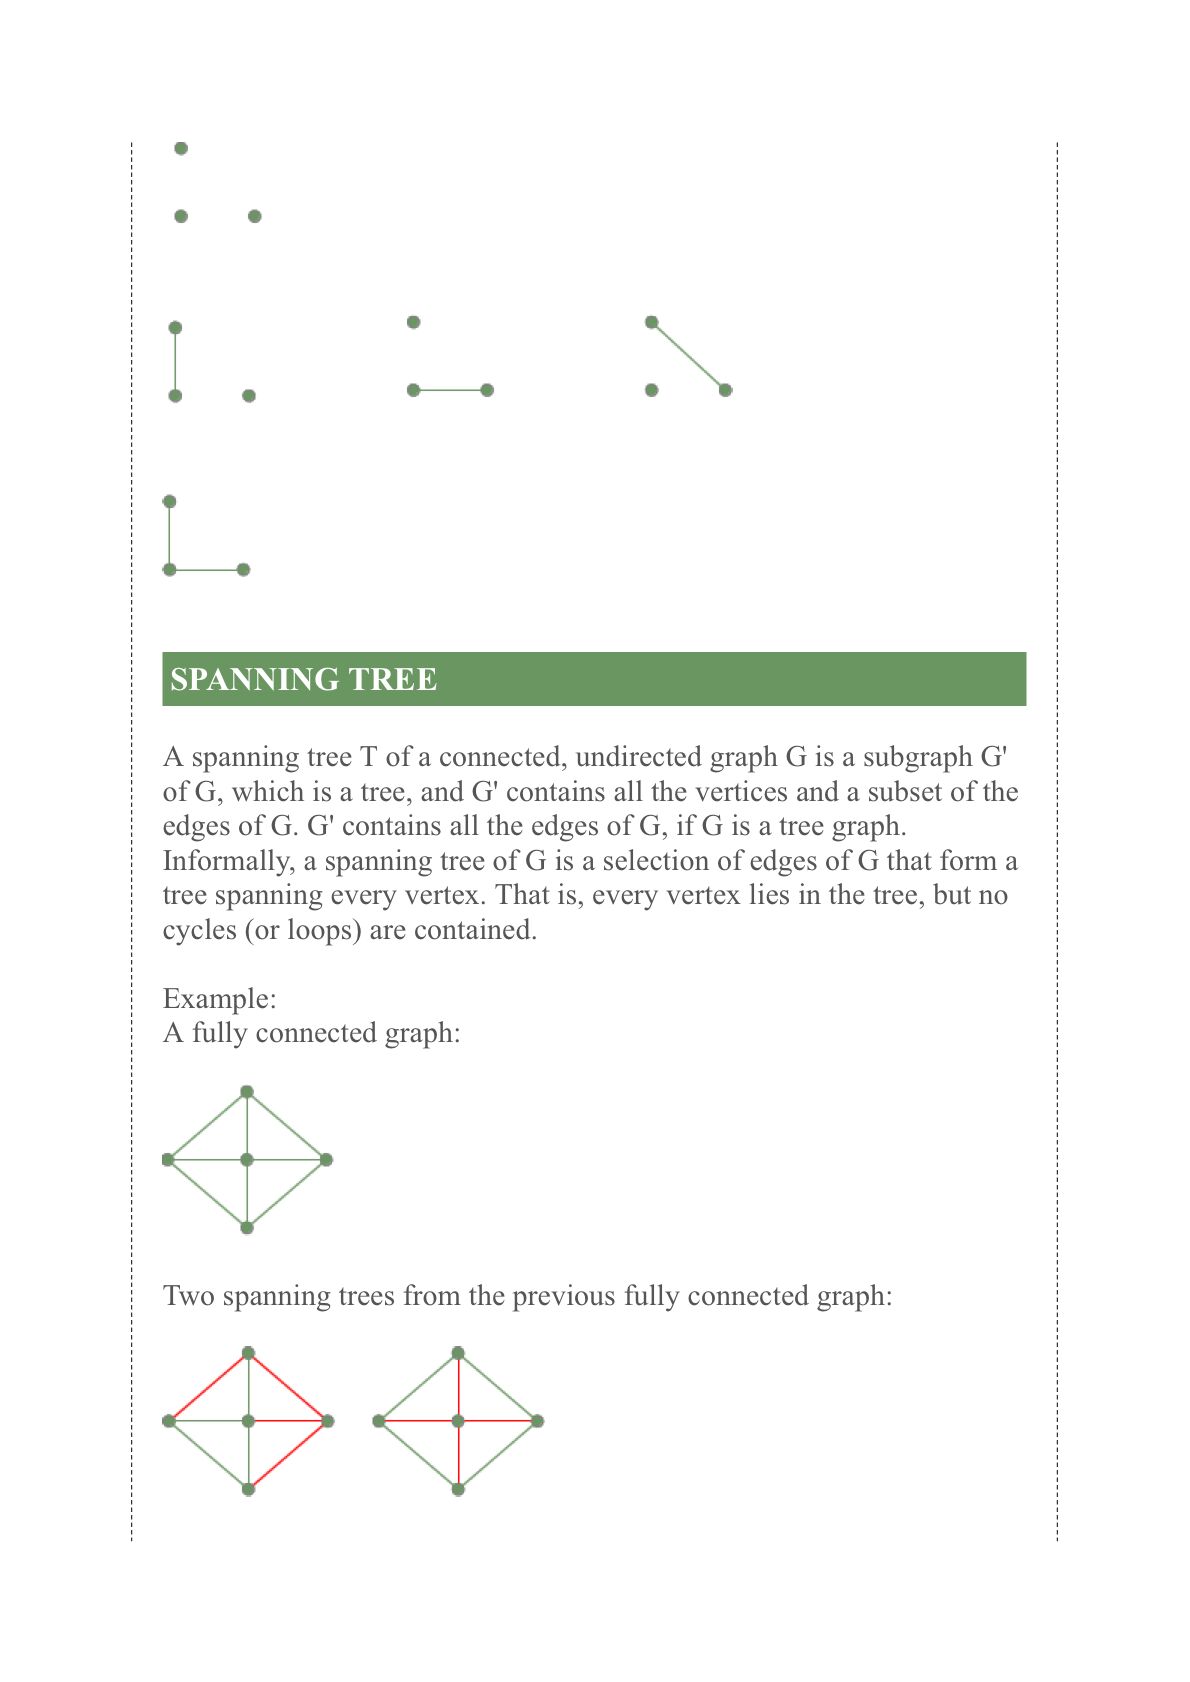 SPANNING TREE
A spanning tree T of a connected, undirected graph G is a subgraph G'
of G, which is a tree, and G' contains all the vertices and a subset of the
edges of G. G' contains all the edges of G, if G is a tree graph.
Informally, a spanning tree of G is a selection of edges of G that form a
tree spanning every vertex. That is, every vertex lies in the tree, but no
cycles (or loops) are contained.
Example:
A fully connected graph:
Two spanning trees from the previous fully connected graph: